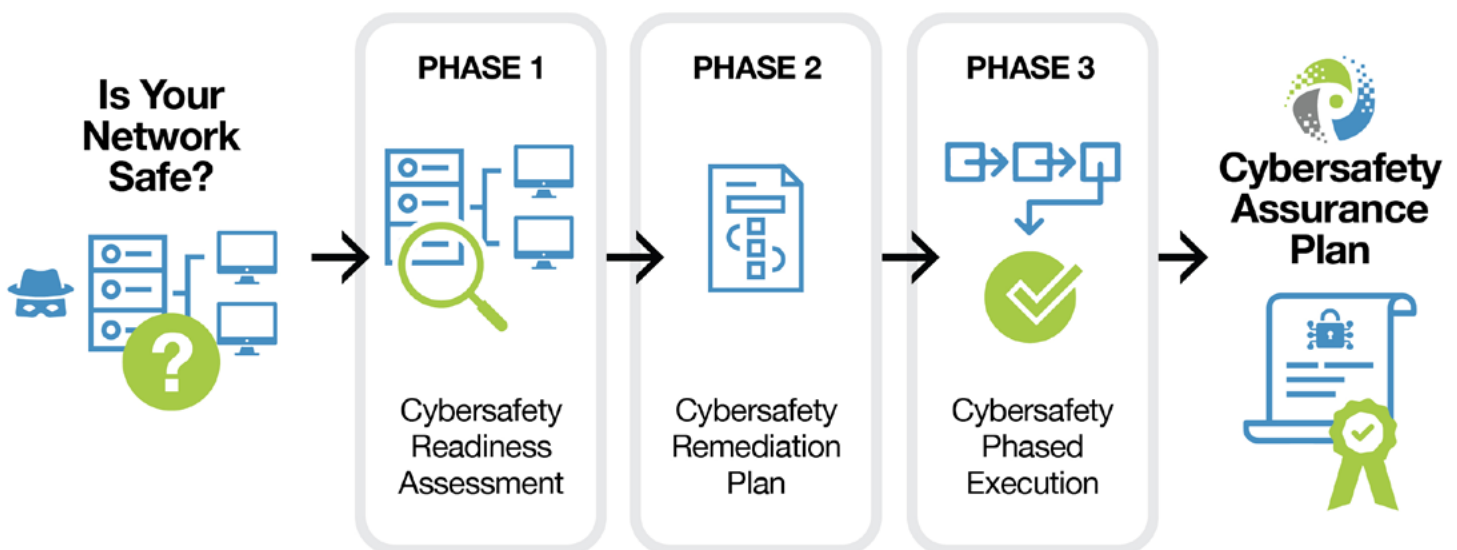 Is Your
Network
Safe?
?
PHASE 1
Cybersafety
Readiness
Assessment
PHASE 2
Cybersafety
Remediation
Plan
PHASE 3
Cybersafety
Phased
Execution
Cybersafety
Assurance
Plan